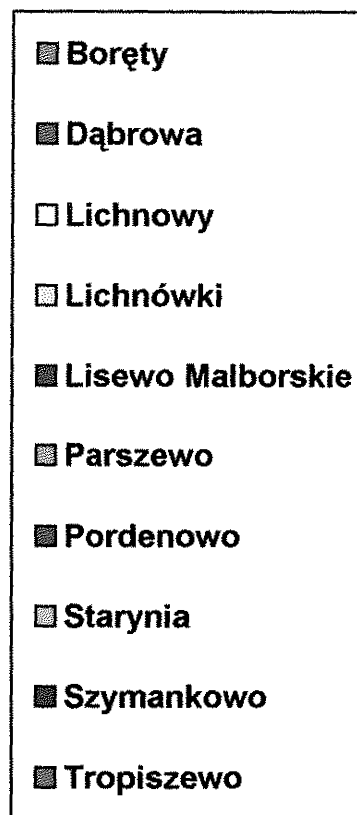 Boręty
Dąbrowa
Lichnowy
Lichnówki
Lisewo Malborskie
Parszewo
Pordenowo
Starynia
Szymankowo
Tropiszewo